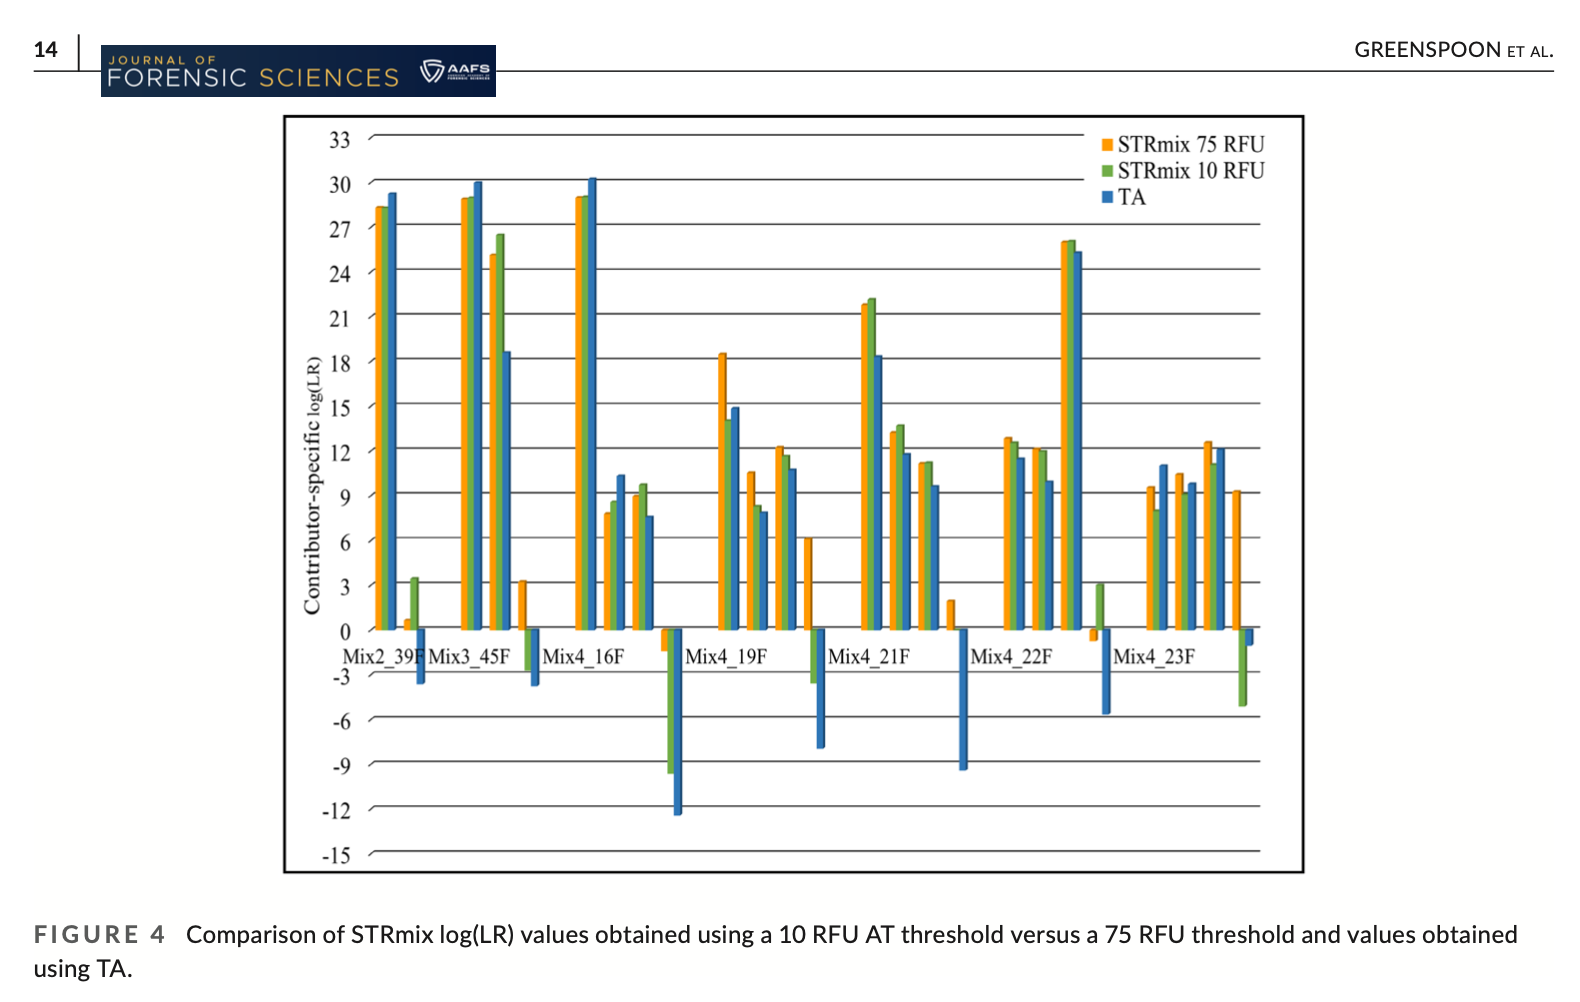 14
JOURNAL OF
FORENSIC SCIENCES
AAFS
GREENSPOON ET AL.
33
30
27
24
21
18
15
12
9
6
3
0
-3
-6
-9
-12
-15
Contributor-specific log(LR)
STRmix 75 RFU
STRmix 10 RFU
TA
Mix2_39F Mix3_45F Mix4_16F Mix4_19F Mix4_21F Mix4_22F Mix4_23F
FIGURE 4 Comparison of STRmix log(LR) values obtained using a 10 RFU AT threshold versus a 75 RFU threshold and values obtained
using TA.